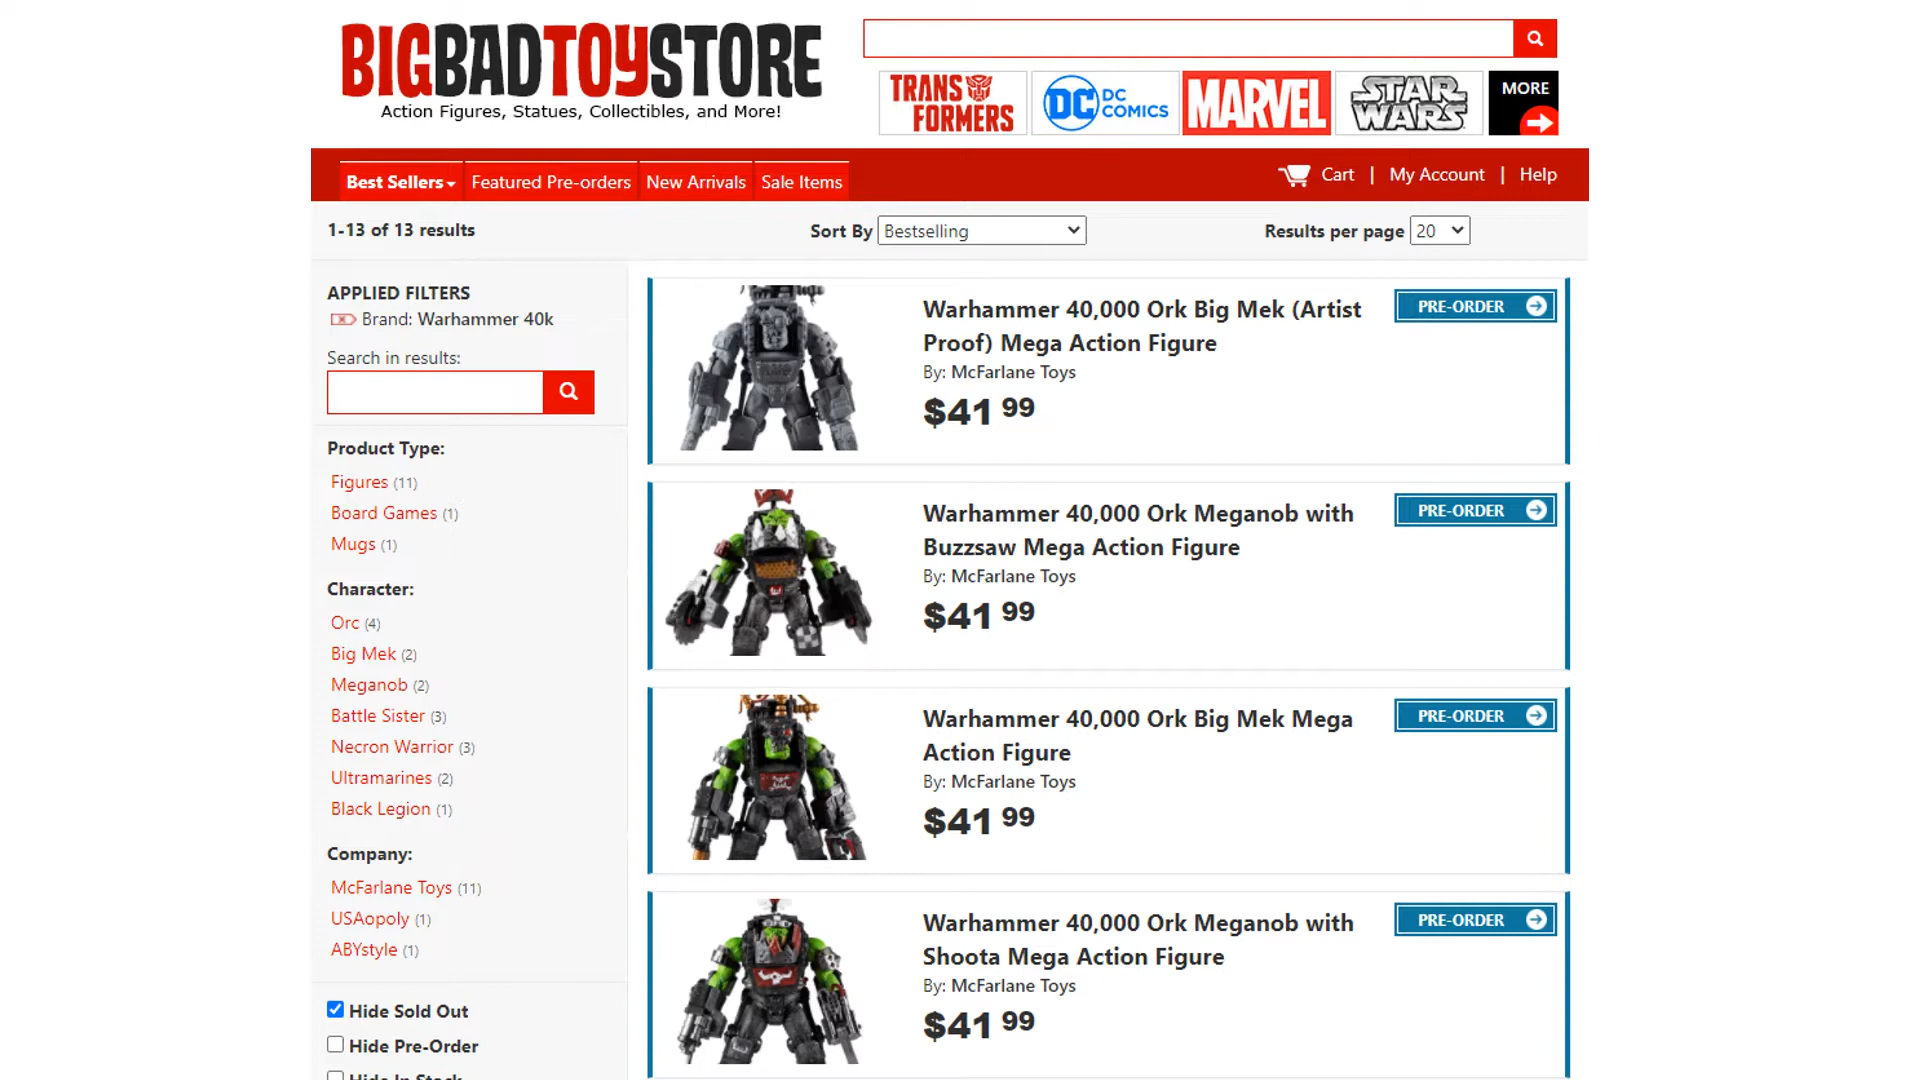 BIGBADTOYSTORE
Action Figures, Statues, Collectibles, and More!
TRANSFORMERS
DC
DC COMICS
MARVEL
STAR WARS
MORE
Best Sellers
Featured Pre-orders
New Arrivals
Sale Items
Cart | My Account | Help
1-13 of 13 results
Sort By Bestselling
Results per page 20
APPLIED FILTERS
Brand: Warhammer 40k
Search in results:
Product Type:
Figures (11)
Board Games (1)
Mugs (1)
Character:
Orc (4)
Big Mek (2)
Meganob (2)
Battle Sister (3)
Necron Warrior (3)
Ultramarines (2)
Black Legion (1)
Company:
McFarlane Toys (11)
USAopoly (1)
ABYstyle (1)
Hide Sold Out
Hide Pre-Order
Hide In Stock
Warhammer 40,000 Ork Big Mek (Artist
Proof) Mega Action Figure
By: McFarlane Toys
$41 99
PRE-ORDER
Warhammer 40,000 Ork Meganob with
Buzzsaw Mega Action Figure
By: McFarlane Toys
$41 99
PRE-ORDER
Warhammer 40,000 Ork Big Mek Mega
Action Figure
By: McFarlane Toys
$41 99
PRE-ORDER
Warhammer 40,000 Ork Meganob with
Shoota Mega Action Figure
By: McFarlane Toys
$41 99
PRE-ORDER